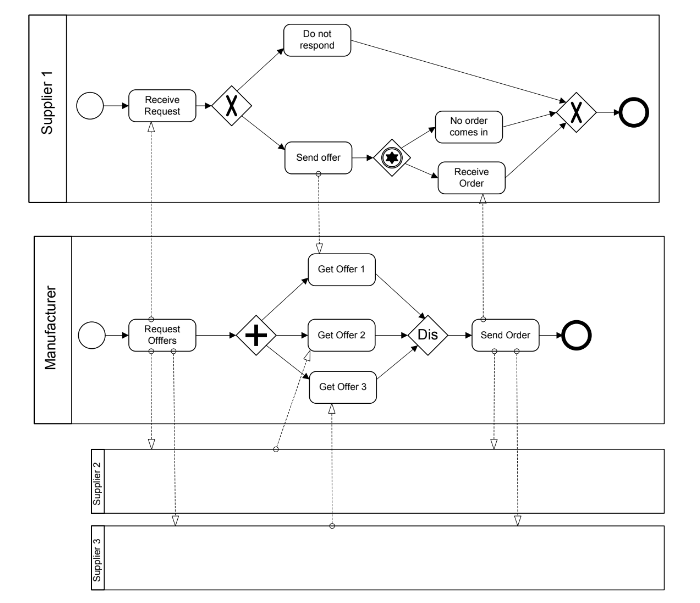 Supplier 1
Do not
respond
Receive
Request
No order
comes in
Send offer
Receive
Order
Manufacturer
Get Offer 1
Request
Offfers
Get Offer 2
Dis
Send Order
Get Offer 3
Supplier 2
Supplier 3